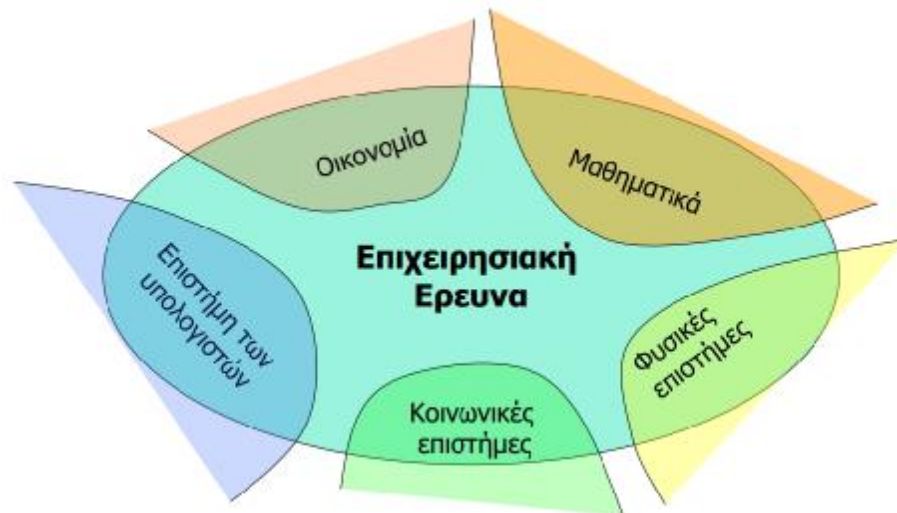 Οικονομία
Μαθηματικά
Επιχειρησιακή
Ερευνα
Επιστήμη των
υπολογιστών
Φυσικές
επιστήμες
Κοινωνικές
επιστήμες